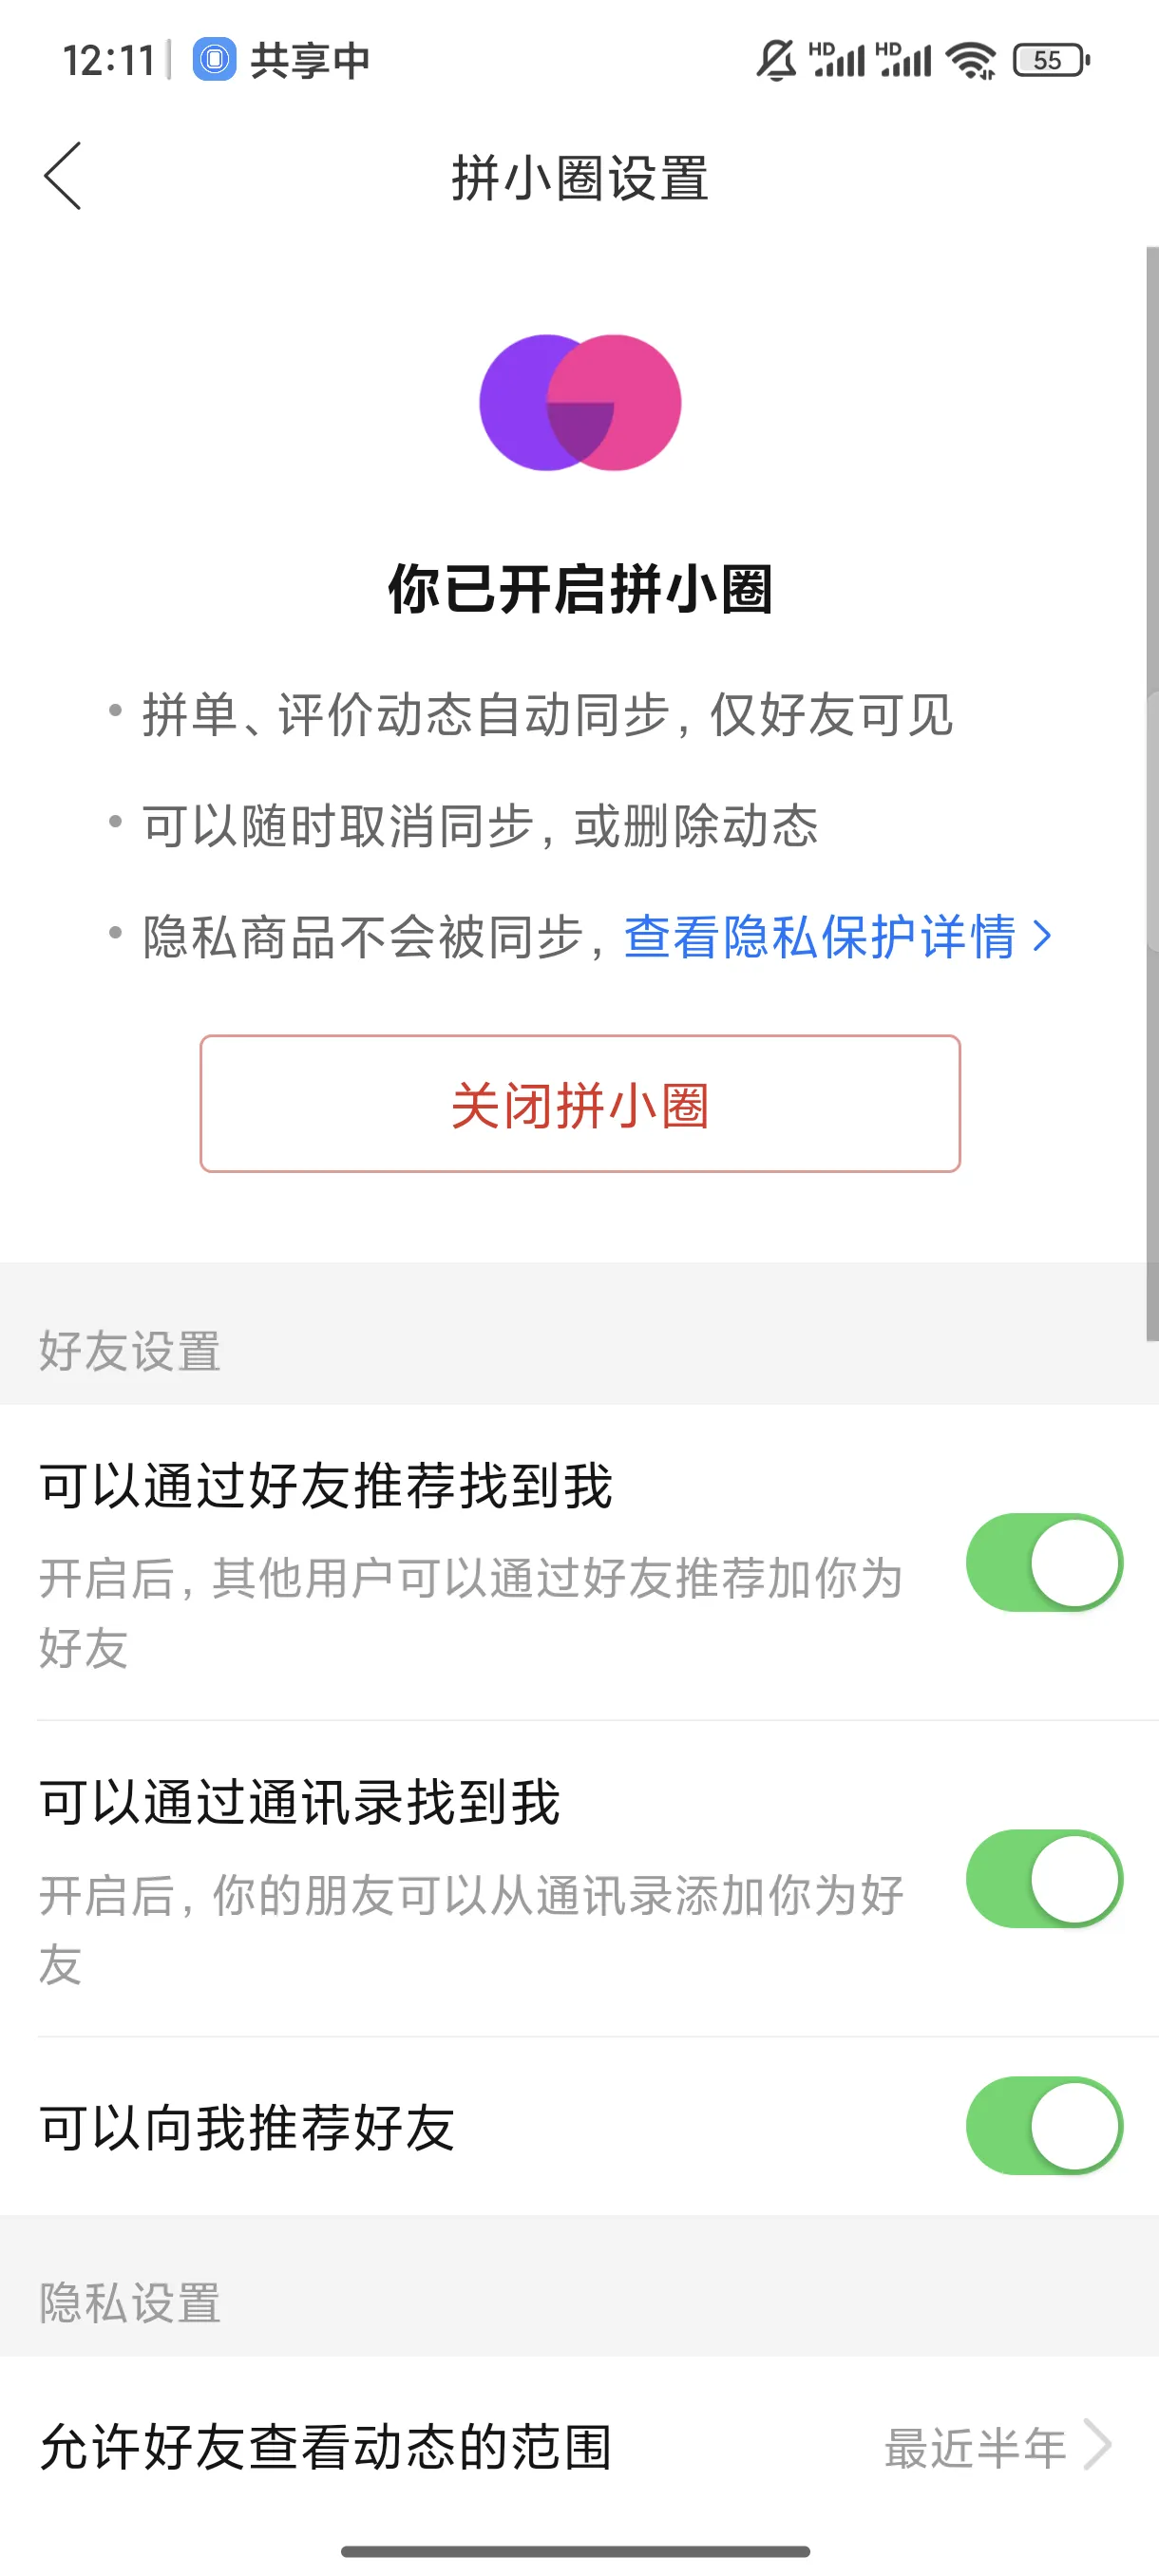 12:11 共享中 HD HD 55
拼小圈设置
你已开启拼小圈
拼单、评价动态自动同步, 仅好友可见
可以随时取消同步, 或删除动态
隐私商品不会被同步, 查看隐私保护详情
关闭拼小圈
好友设置
可以通过好友推荐找到我
开启后, 其他用户可以通过好友推荐加你为
好友
可以通过通讯录找到我
开启后, 你的朋友可以从通讯录添加你为好
友
可以向我推荐好友
隐私设置
允许好友查看动态的范围 最近半年